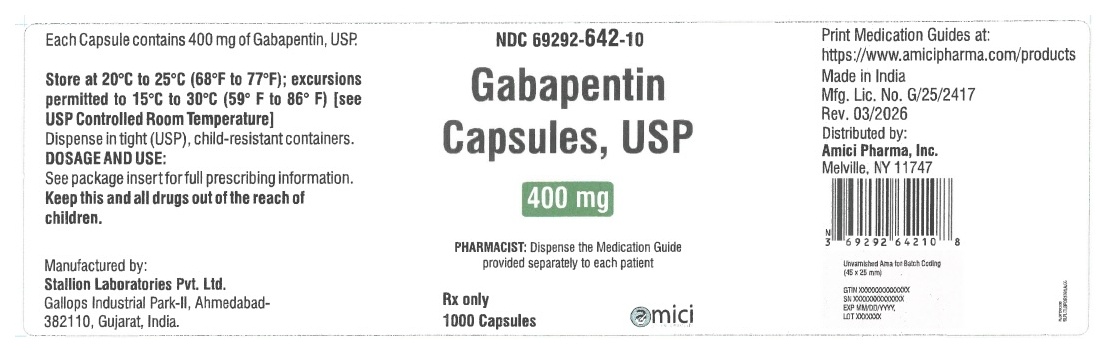 Each Capsule contains 400 mg of Gabapentin, USP.
Store at 20°C to 25°C (68°F to 77°F); excursions
permitted to 15°C to 30°C (59° F to 86° F) [see
USP Controlled Room Temperature]
Dispense in tight (USP), child-resistant containers.
DOSAGE AND USE:
See package insert for full prescribing information.
Keep this and all drugs out of the reach of
children.
Manufactured by:
Stallion Laboratories Pvt. Ltd.
Gallops Industrial Park-II, Ahmedabad-
382110, Gujarat, India.
NDC 69292-642-10
Gabapentin
Capsules, USP
400 mg
PHARMACIST: Dispense the Medication Guide
provided separately to each patient
Rx only
1000 Capsules
amici
Print Medication Guides at:
https://www.amicipharma.com/products
Made in India
Mfg. Lic. No. G/25/2417
Rev. 03/2026
Distributed by:
Amici Pharma, Inc.
Melville, NY 11747
N
3 69292 64210 8
Unvarnished Area for Batch Coding
(45 x 25 mm)
GTIN XXXXXXXXXXXXXX
SN XXXXXXXXXXXXXX
EXP MM/DD/YYYY,
LOT XXXXXXX